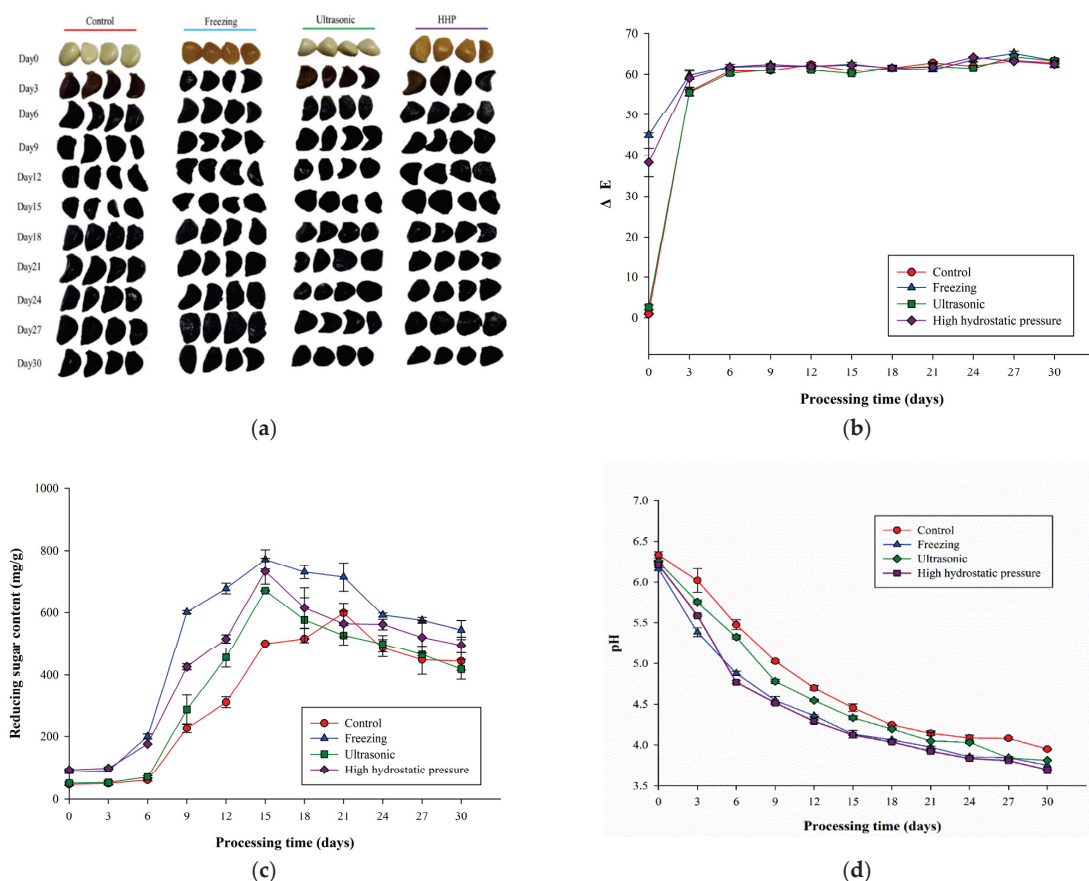 Control Freezing Ultrasonic HHP
Day0
Day3
Day6
Day9
Day12
Day15
Day18
Day21
Day24
Day27
Day30
(a)
Δ E
70
60
50
40
30
20
10
0
Control
Freezing
Ultrasonic
High hydrostatic pressure
0 3 6 9 12 15 18 21 24 27 30
Processing time (days)
(b)
Reducing sugar content (mg/g)
1000
800
600
400
200
0
Control
Freezing
Ultrasonic
High hydrostatic pressure
0 3 6 9 12 15 18 21 24 27 30
Processing time (days)
(c)
pH
7.0
6.5
6.0
5.5
5.0
4.5
4.0
3.5
Control
Freezing
Ultrasonic
High hydrostatic pressure
0 3 6 9 12 15 18 21 24 27 30
Processing time (days)
(d)